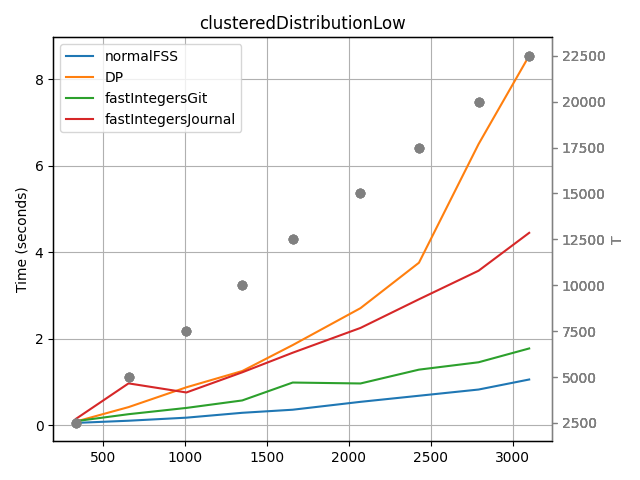 clusteredDistributionLow
normalFSS
DP
fastIntegersGit
fastIntegersJournal
Time (seconds)
8
6
4
2
0
500
1000
1500
2000
2500
3000
22500
20000
17500
15000
12500
10000
7500
5000
2500
T